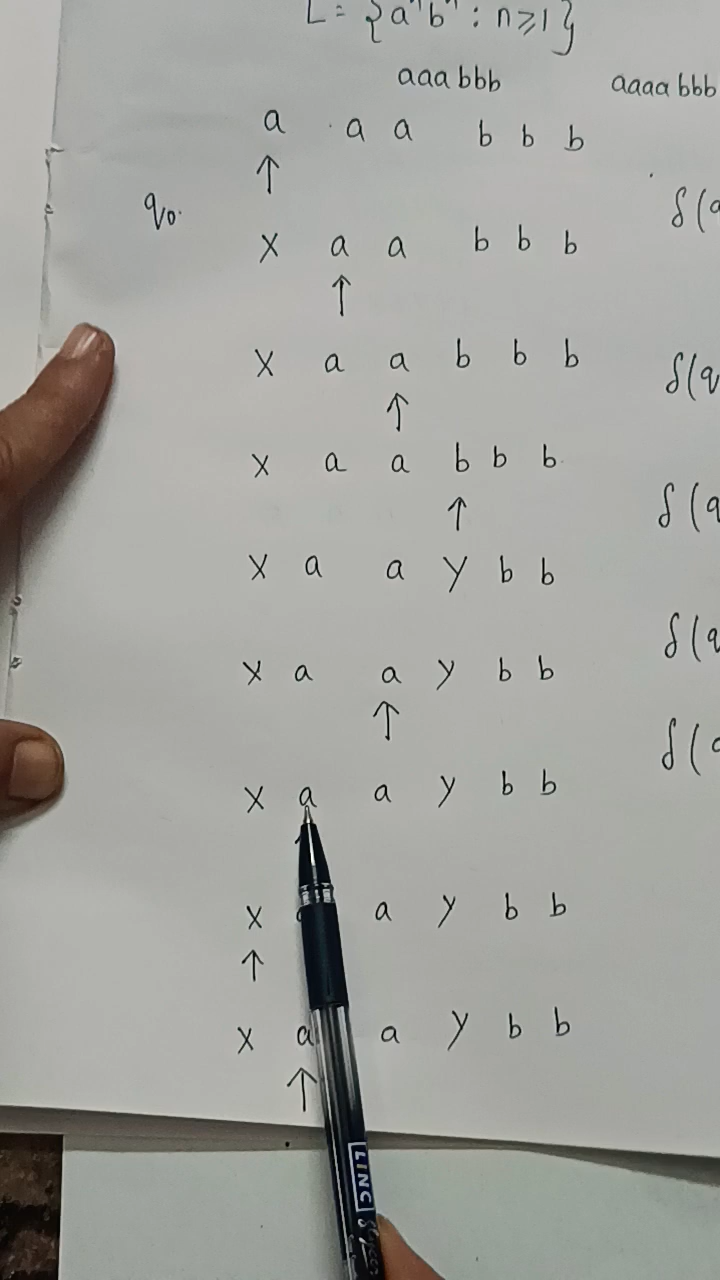 L = {aⁿbⁿ : n≥1}
aaabbb aaaabbb
a a a b b b
↑
q₀.
δ(q
X a a b b b
↑
X a a b b b
δ(q
↑
X a a b b b
δ(q
↑
X a a y b b
δ(q
X a a y b b
↑
δ(q
X a a y b b
X a y b b
↑
X a a y b b
↑
LINC